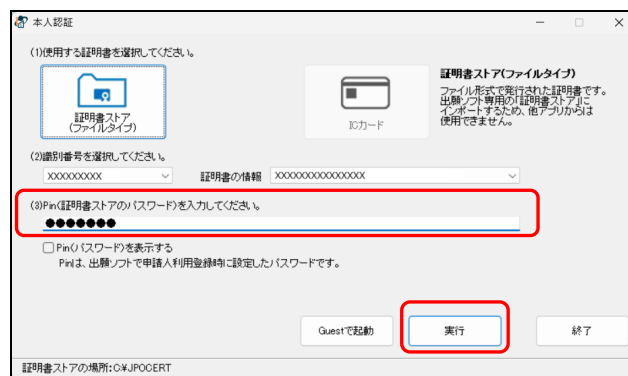 本人認証
(1)使用する証明書を選択してください。
証明書ストア
(ファイルタイプ)
ICカード
証明書ストア(ファイルタイプ)
ファイル形式で発行された証明書です。
出願ソフト専用の「証明書ストア」に
インポートするため、他アプリからは
使用できません。
(2)識別番号を選択してください。
XXXXXXXXX
証明書の情報
XXXXXXXXXXXXXXX
(3)Pin(証明書ストアのパスワード)を入力してください。
●●●●●●●
Pin(パスワード)を表示する
Pinは、出願ソフトで申請人利用登録時に設定したパスワードです。
Guestで起動
実行
終了
証明書ストアの場所:C:¥JPOCERT